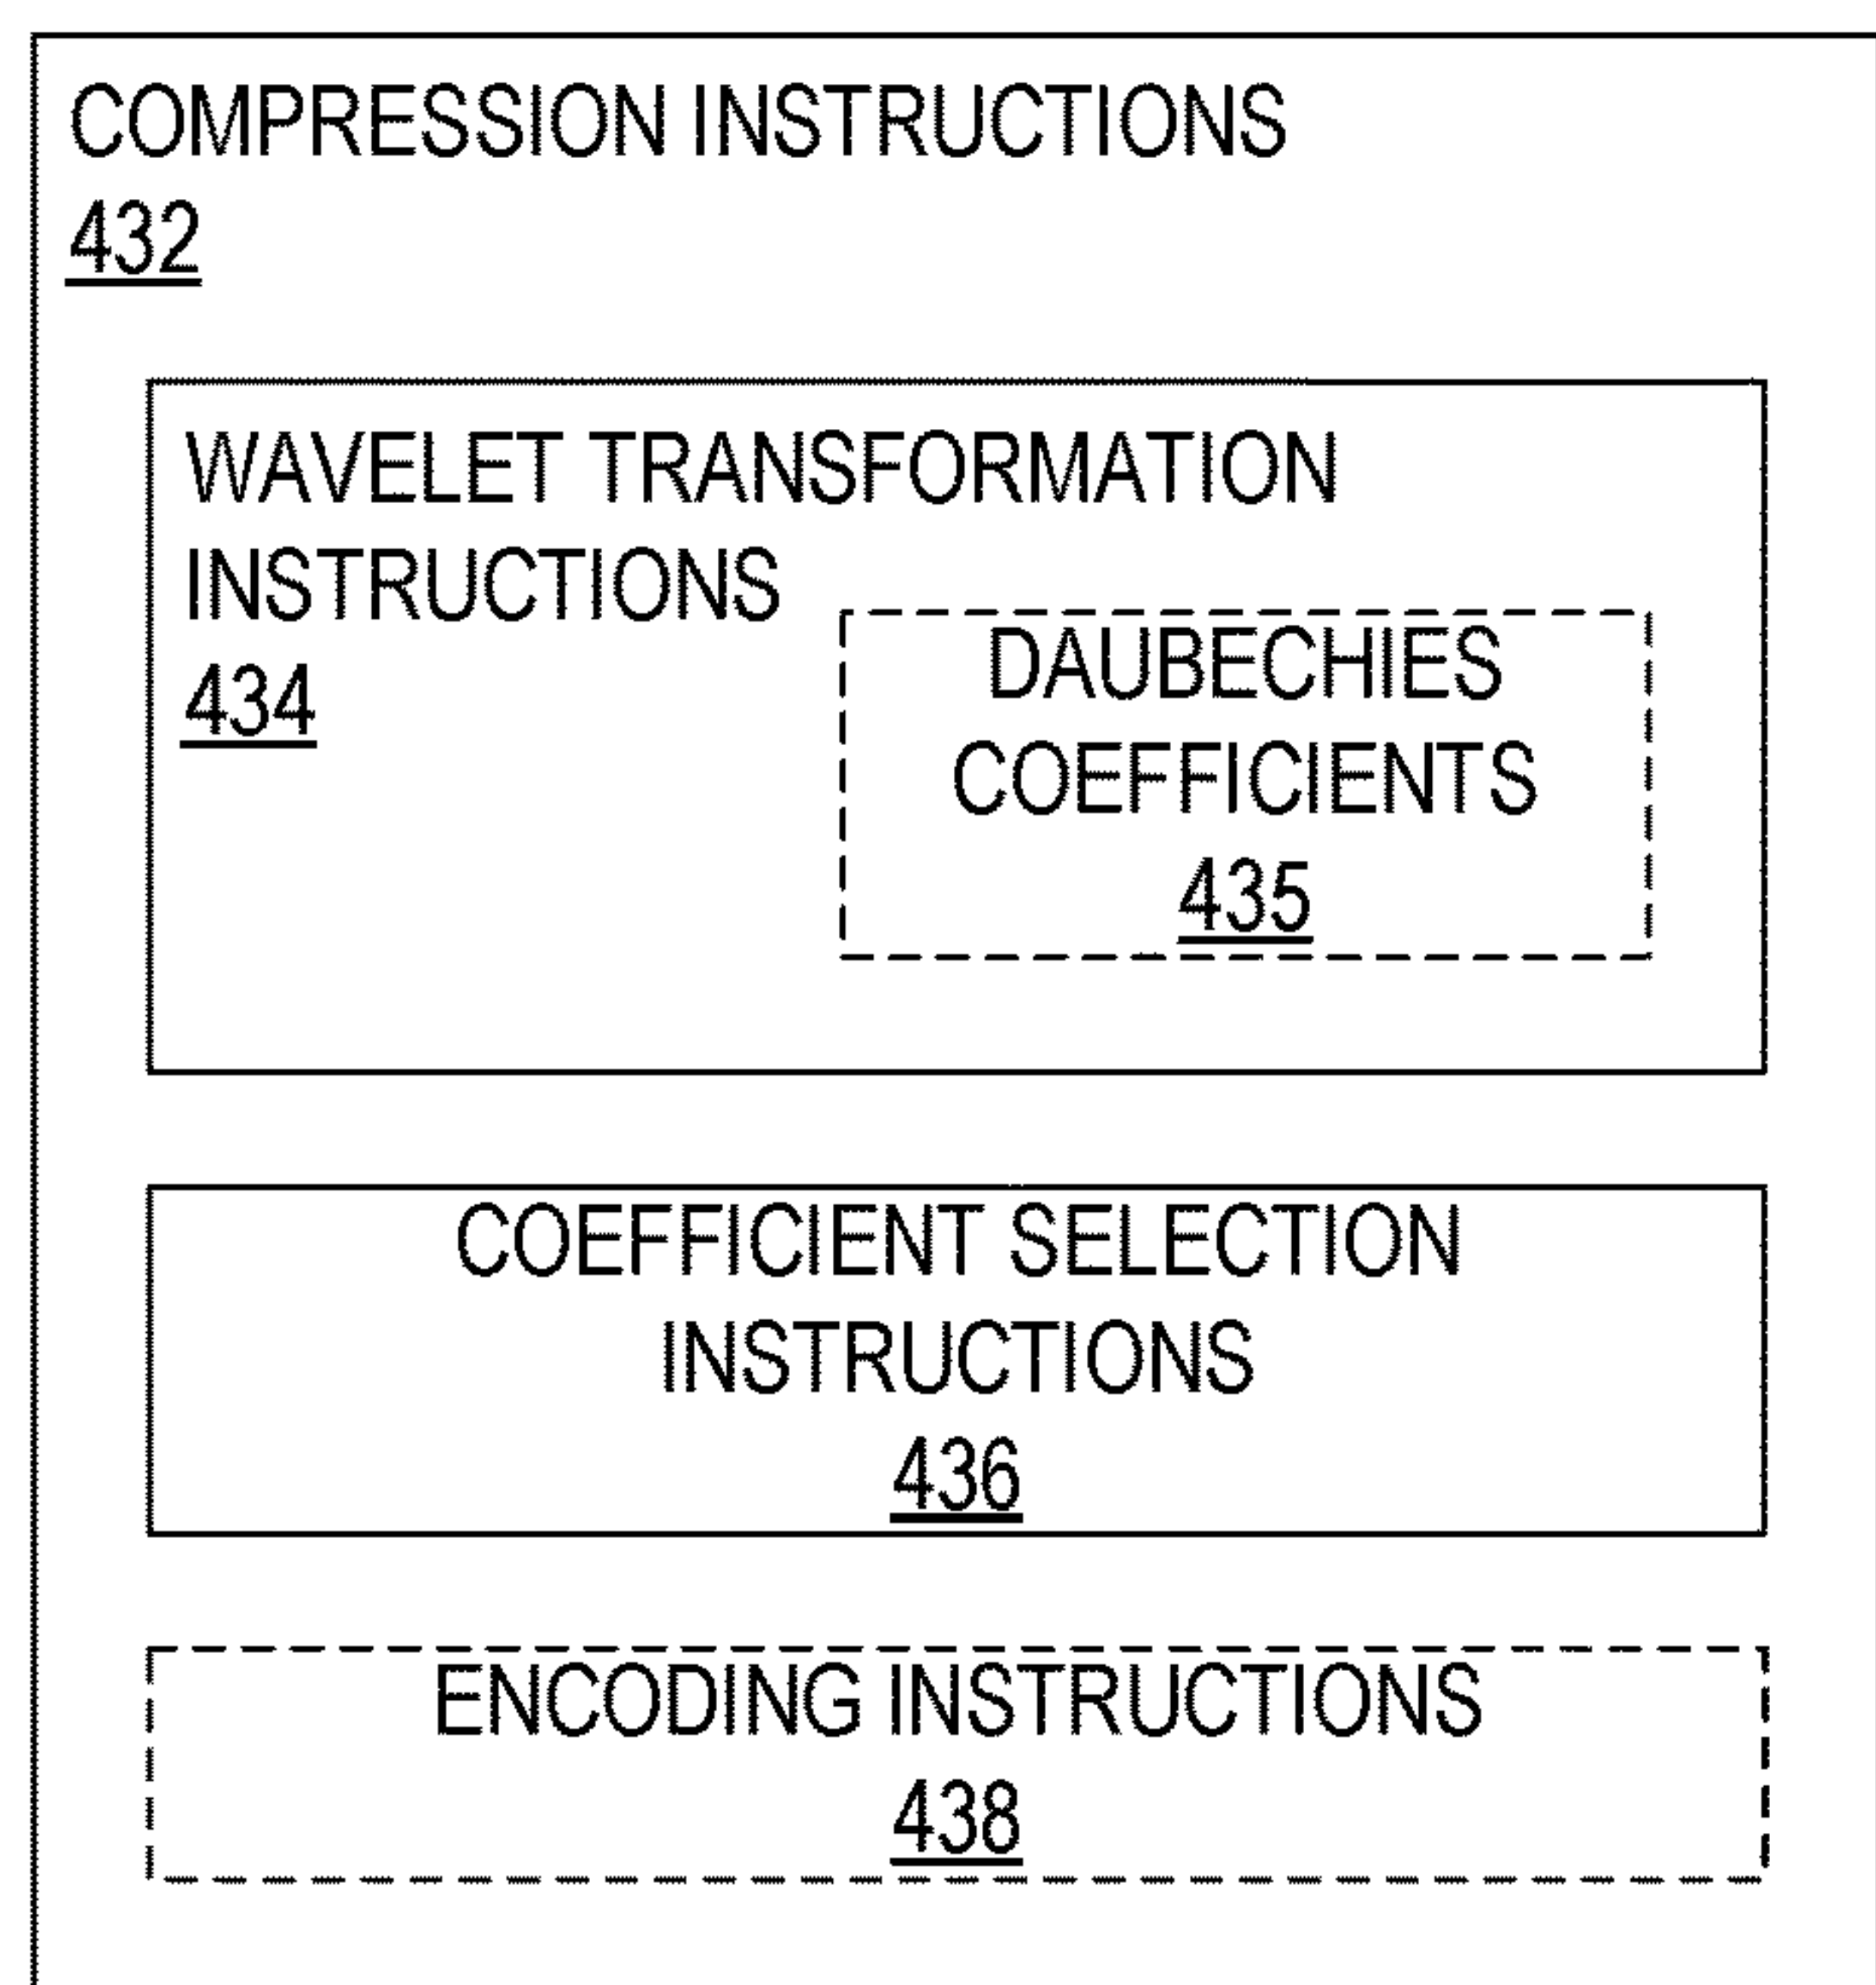 COMPRESSION INSTRUCTIONS
432
WAVELET TRANSFORMATION
INSTRUCTIONS
434
DAUBECHIES
COEFFICIENTS
435
COEFFICIENT SELECTION
INSTRUCTIONS
436
ENCODING INSTRUCTIONS
438